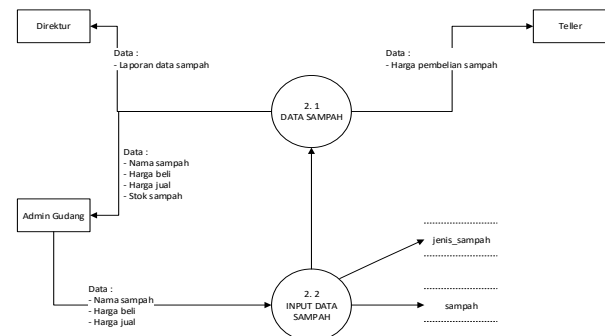 Direktur
Teller
Data :
- Laporan data sampah
Data :
- Harga pembelian sampah
2. 1
DATA SAMPAH
Data :
- Nama sampah
- Harga beli
- Harga jual
- Stok sampah
Admin Gudang
jenis_sampah
Data :
- Nama sampah
- Harga beli
- Harga jual
2. 2
INPUT DATA
SAMPAH
sampah